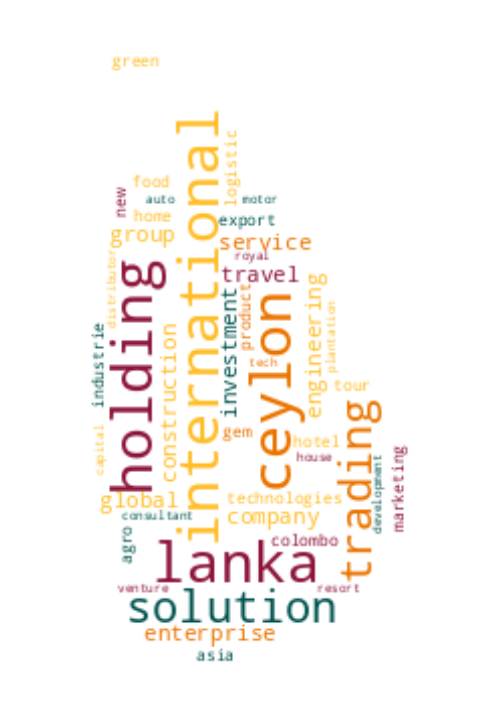 green
international
logistic
food
new
auto
motor
home
export
group
service
royal
distributor
holding
travel
product
investment
ceylon
engineering
plantation
industrie
construction
tech
tour
trading
capital
gem
hotel
house
development
marketing
global
technologies
consultant
company
agro
colombo
lanka
venture
resort
solution
enterprise
asia